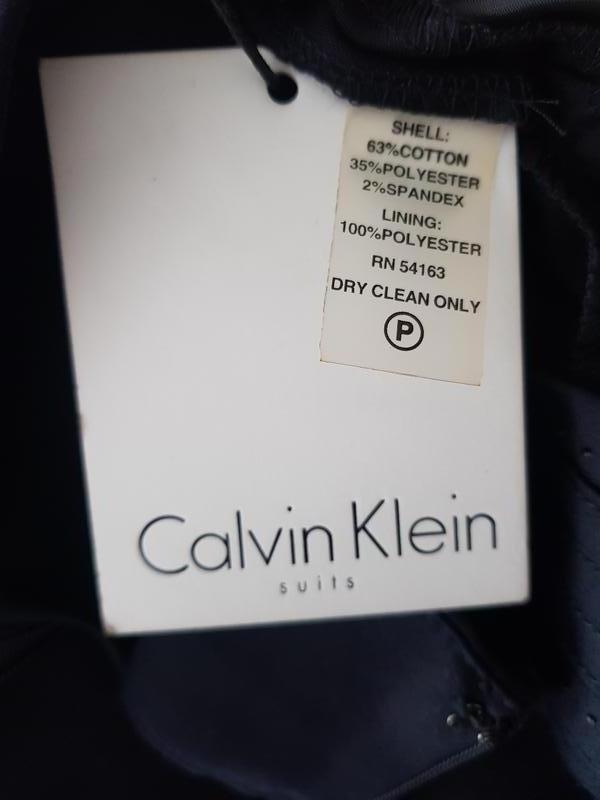 SHELL:
63%COTTON
35%POLYESTER
2%SPANDEX
LINING:
100%POLYESTER
RN 54163
DRY CLEAN ONLY
P
Calvin Klein
suits